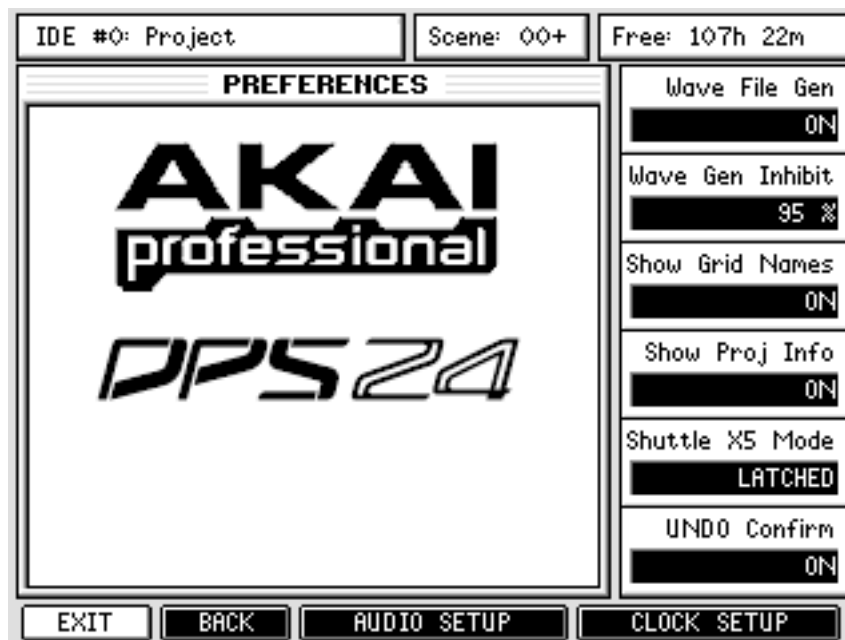 IDE #0: Project
Scene: 00+
Free: 107h 22m
PREFERENCES
AKAI
professional
DPS24
Wave File Gen
ON
Wave Gen Inhibit
95 %
Show Grid Names
ON
Show Proj Info
ON
Shuttle X5 Mode
LATCHED
UNDO Confirm
ON
EXIT
BACK
AUDIO SETUP
CLOCK SETUP